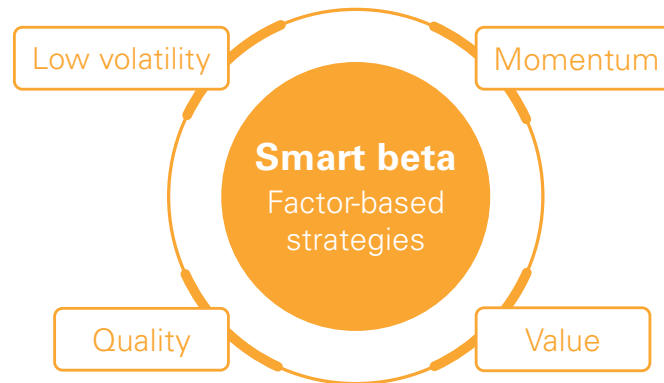 Low volatility
Momentum
Smart beta
Factor-based
strategies
Quality
Value